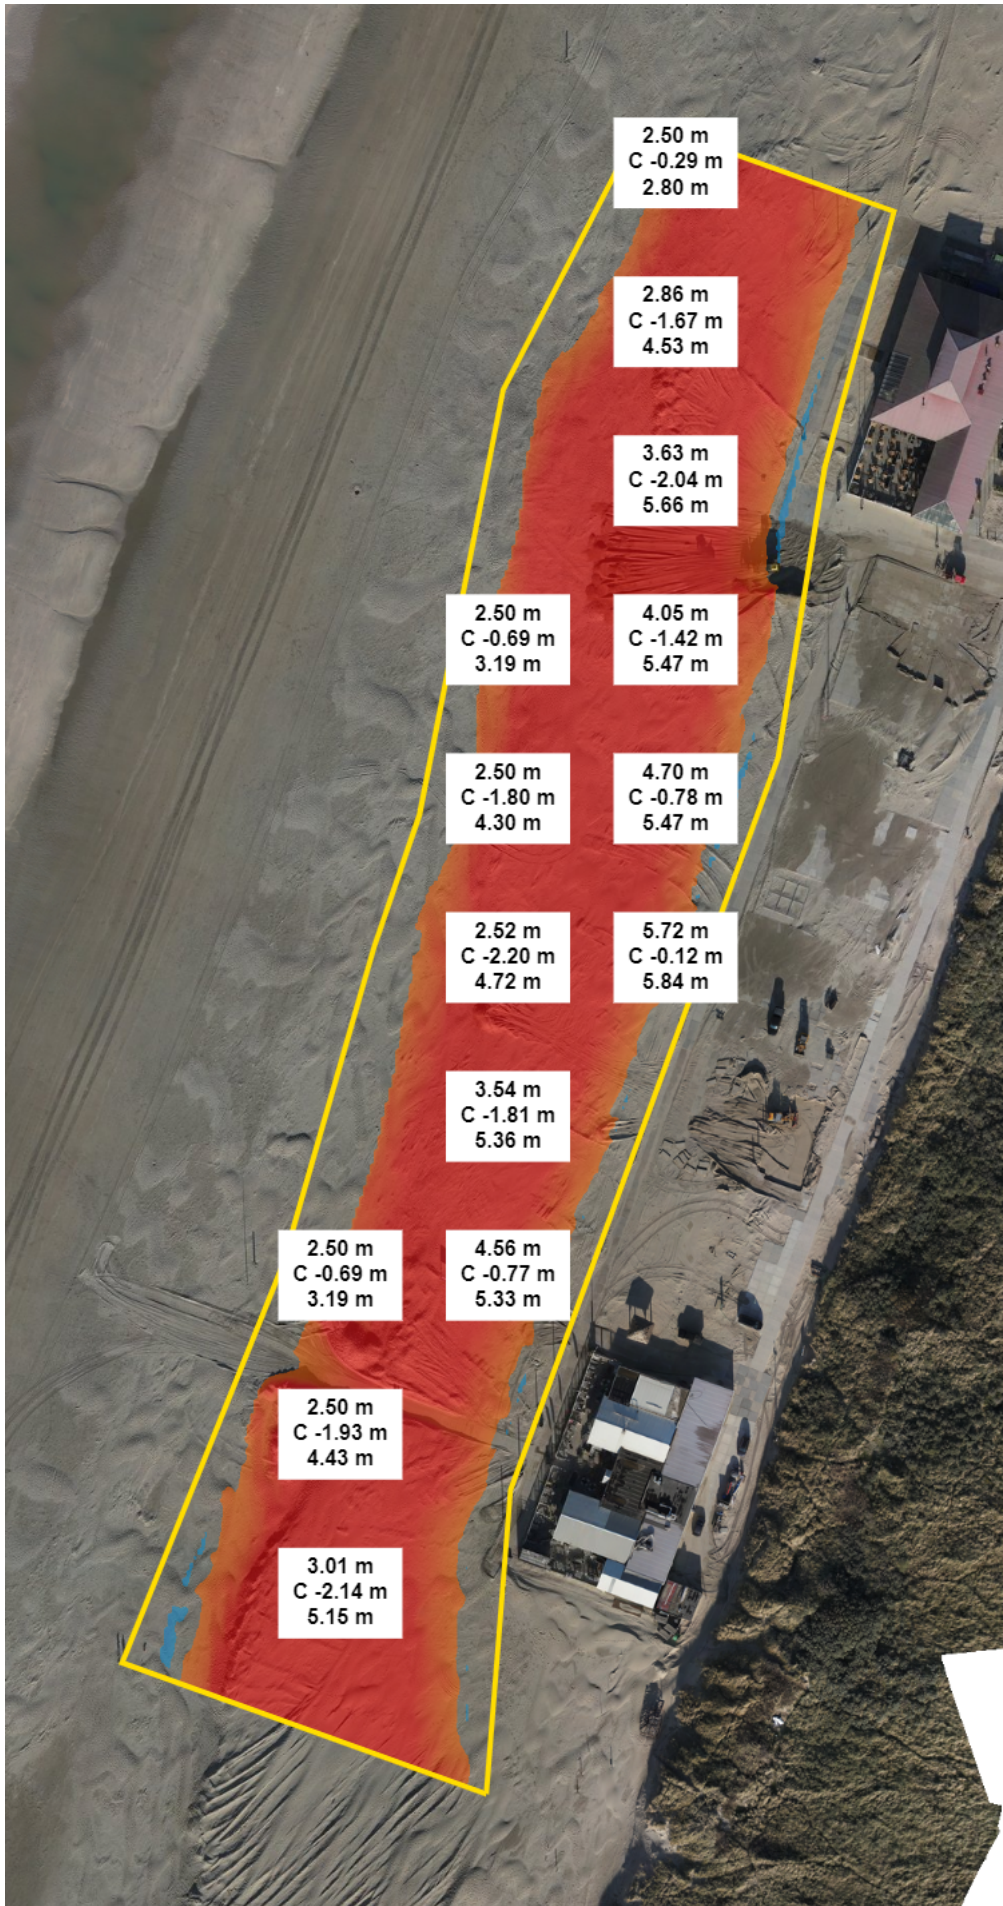 2.50 m
C -0.29 m
2.80 m
2.86 m
C -1.67 m
4.53 m
3.63 m
C -2.04 m
5.66 m
2.50 m
C -0.69 m
3.19 m
4.05 m
C -1.42 m
5.47 m
2.50 m
C -1.80 m
4.30 m
4.70 m
C -0.78 m
5.47 m
2.52 m
C -2.20 m
4.72 m
5.72 m
C -0.12 m
5.84 m
3.54 m
C -1.81 m
5.36 m
2.50 m
C -0.69 m
3.19 m
4.56 m
C -0.77 m
5.33 m
2.50 m
C -1.93 m
4.43 m
3.01 m
C -2.14 m
5.15 m